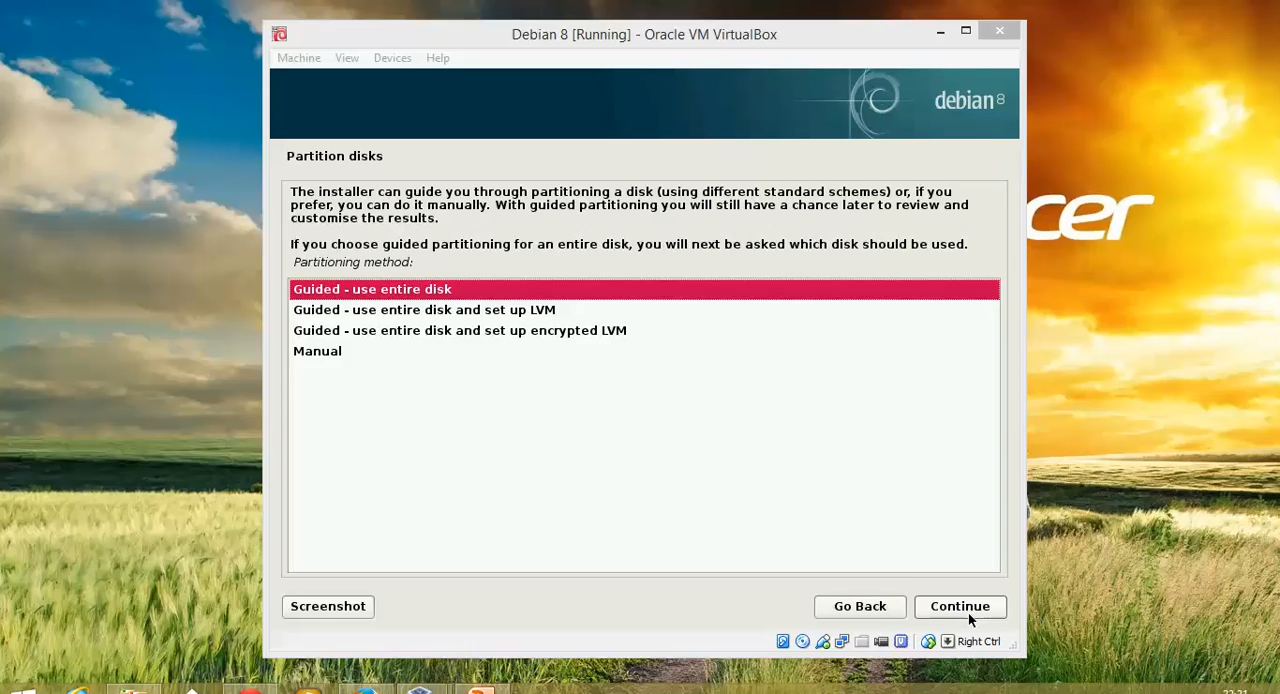 Debian 8 [Running] - Oracle VM VirtualBox
Machine View Devices Help
debian 8
cer
Partition disks
The installer can guide you through partitioning a disk (using different standard schemes) or, if you
prefer, you can do it manually. With guided partitioning you will still have a chance later to review and
customise the results.
If you choose guided partitioning for an entire disk, you will next be asked which disk should be used.
Partitioning method:
Guided - use entire disk
Guided - use entire disk and set up LVM
Guided - use entire disk and set up encrypted LVM
Manual
Screenshot Go Back Continue
Right Ctrl